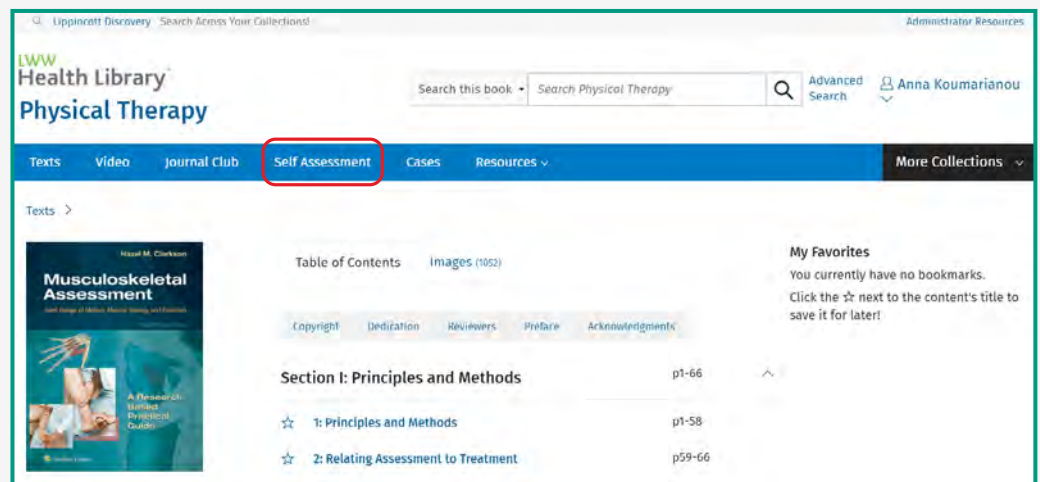 Lippincott Discovery Search Across Your Collections!
Administrator Resources
LWW
Health Library
Physical Therapy
Search this book
Search Physical Therapy
Advanced
Search
Anna Koumarianou
Texts Video Journal Club Self Assessment Cases Resources
More Collections
Texts >
Hazel M. Clarkson
Musculoskeletal
Assessment
A Research-
Based
Practical
Guide
Table of Contents Images (1052)
Copyright Dedication Reviewers Preface Acknowledgments
Section I: Principles and Methods p1-66
☆ 1: Principles and Methods p1-58
☆ 2: Relating Assessment to Treatment p59-66
My Favorites
You currently have no bookmarks.
Click the ☆ next to the content's title to
save it for later!